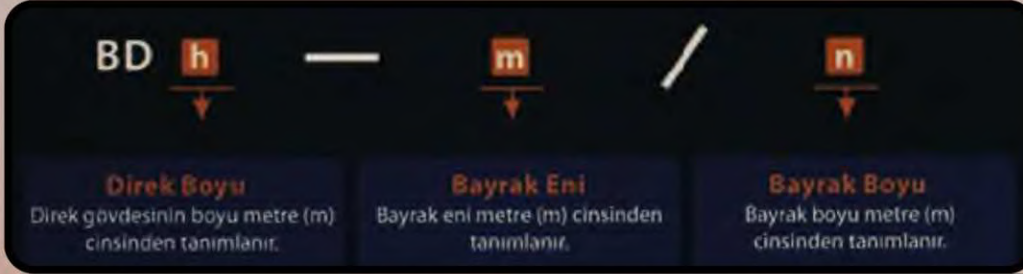 BD h — m / n
Direk Boyu
Direk gövdesinin boyu metre (m)
cinsinden tanımlanır.
Bayrak Eni
Bayrak eni metre (m) cinsinden
tanımlanır.
Bayrak Boyu
Bayrak boyu metre (m)
cinsinden tanımlanır.